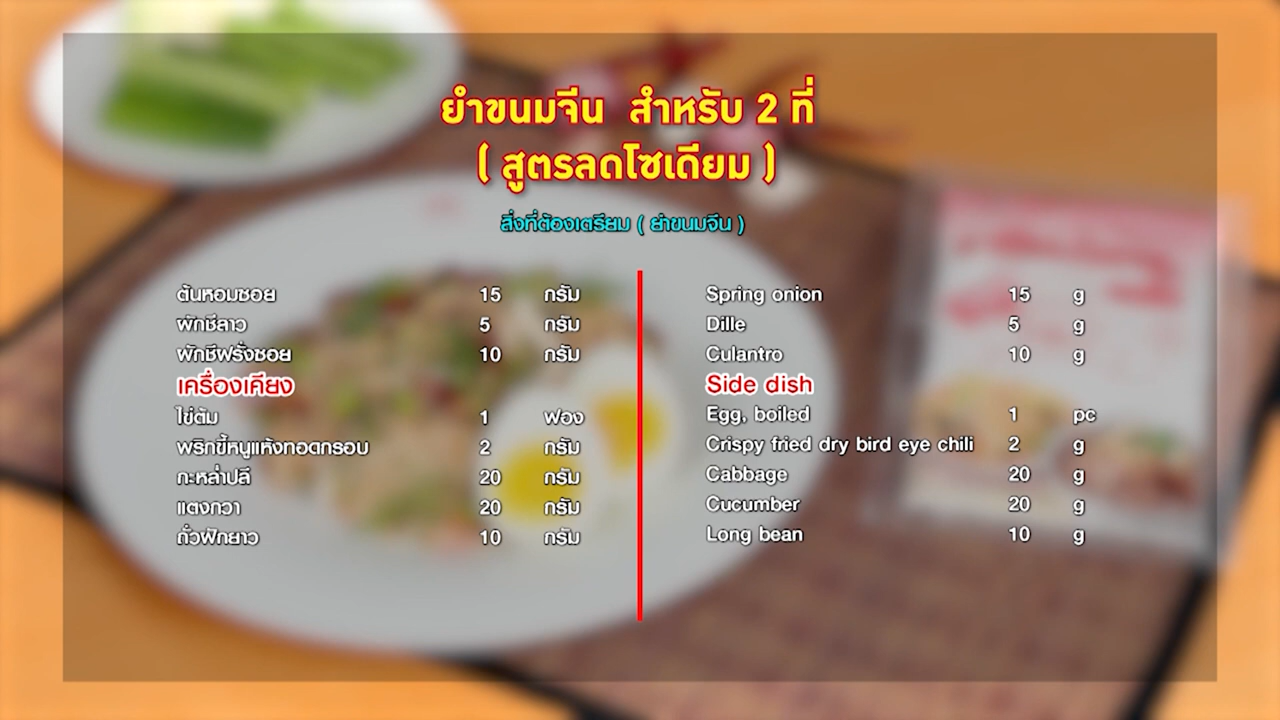 ยำขนมจีน สำหรับ 2 ที่
( สูตรลดโซเดียม )
สิ่งที่ต้องเตรียม ( ยำขนมจีน )
ต้นหอมซอย 15 กรัม
ผักชีลาว 5 กรัม
ผักชีฝรั่งซอย 10 กรัม
เครื่องเคียง
ไข่ต้ม 1 ฟอง
พริกขี้หนูแห้งทอดกรอบ 2 กรัม
กะหล่ำปลี 20 กรัม
แตงกวา 20 กรัม
ถั่วฝักยาว 10 กรัม
Spring onion 15 g
Dille 5 g
Culantro 10 g
Side dish
Egg, boiled 1 pc
Crispy fried dry bird eye chili 2 g
Cabbage 20 g
Cucumber 20 g
Long bean 10 g